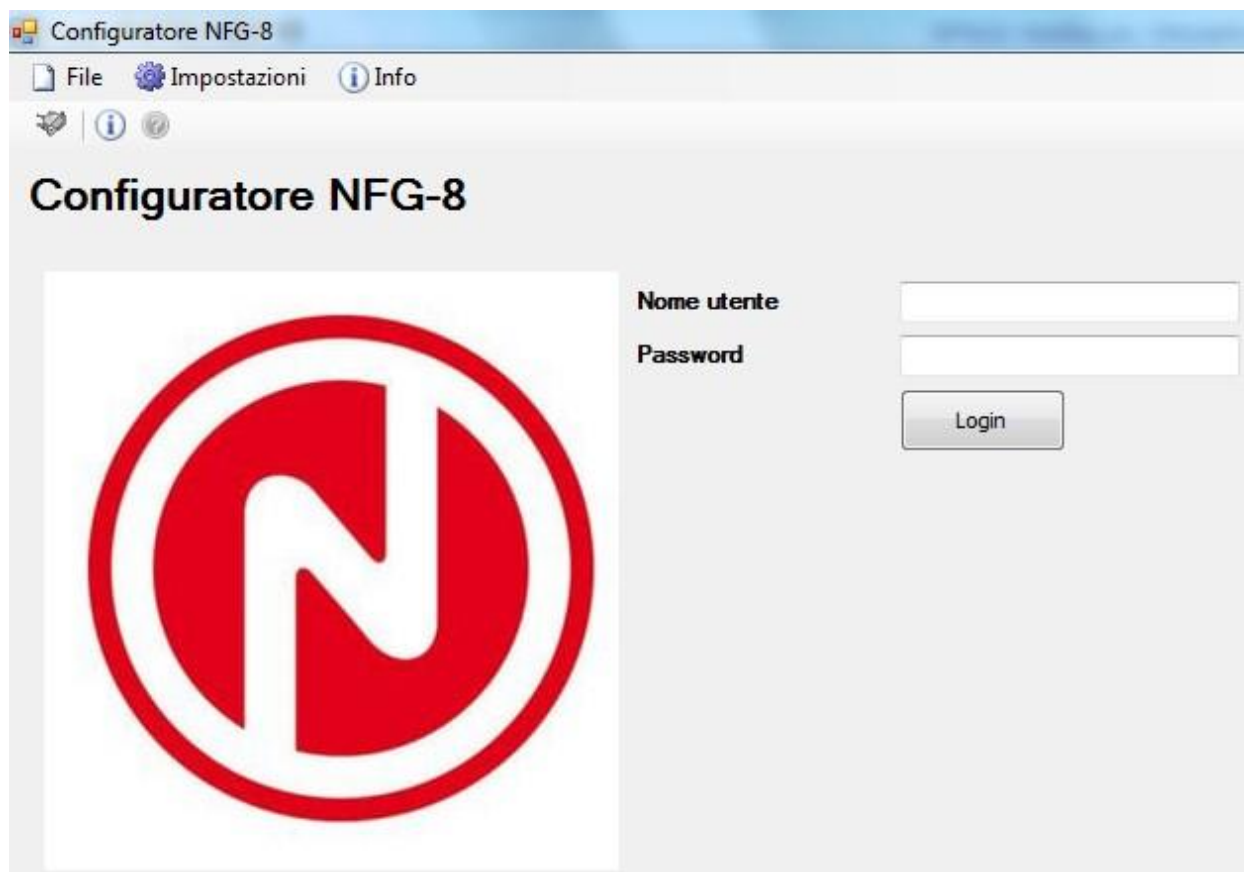 Configuratore NFG-8
File Impostazioni Info
Configuratore NFG-8
Nome utente
Password
Login